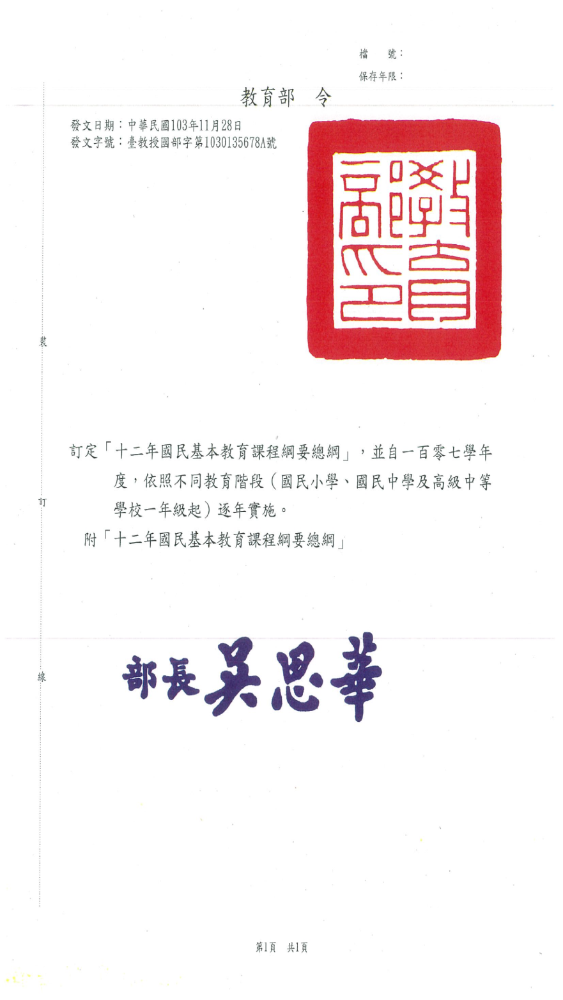 檔　　號：
保存年限：
教育部　令
發文日期：中華民國103年11月28日
發文字號：臺教授國部字第1030135678A號
教育部印
訂定「十二年國民基本教育課程綱要總綱」，並自一百零七學年
度，依照不同教育階段（國民小學、國民中學及高級中等
學校一年級起）逐年實施。
附「十二年國民基本教育課程綱要總綱」
部長吳思華
裝
訂
線
第1頁　共1頁